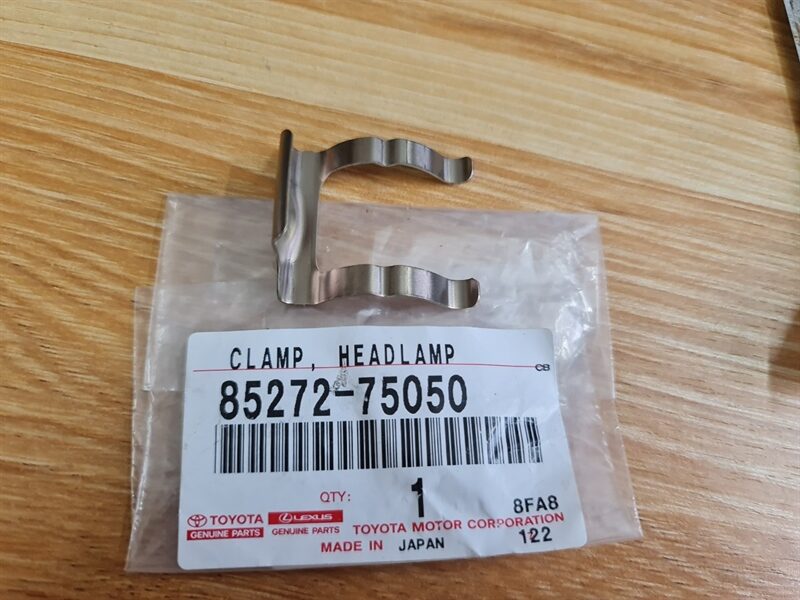 CLAMP, HEADLAMP
CB
85272-75050
QTY: 1 8FA8
TOYOTA LEXUS TOYOTA MOTOR CORPORATION
GENUINE PARTS GENUINE PARTS 122
MADE IN JAPAN